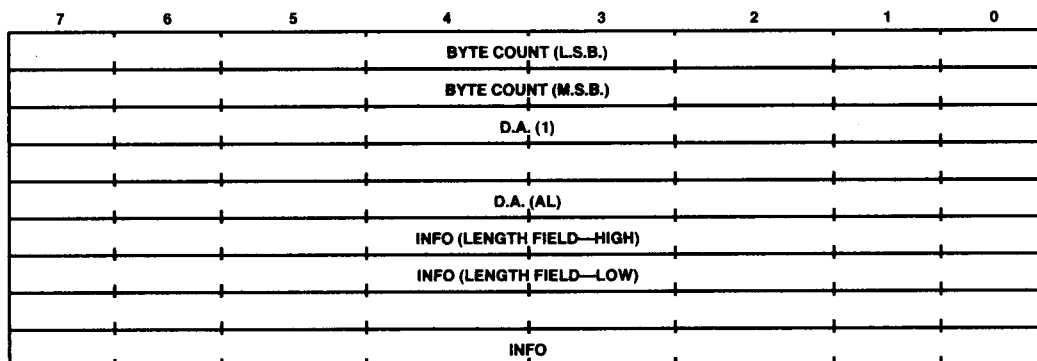 7 6 5 4 3 2 1 0
BYTE COUNT (L.S.B.)
BYTE COUNT (M.S.B.)
D.A. (1)
D.A. (AL)
INFO (LENGTH FIELD—HIGH)
INFO (LENGTH FIELD—LOW)
INFO